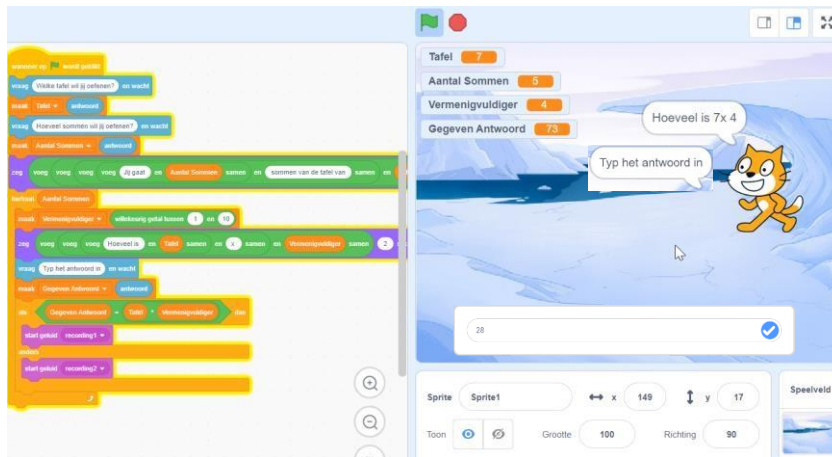 wanneer op wordt geklikt
vraag Welke tafel wil jij oefenen? en wacht
maak Tafel antwoord
vraag Hoeveel sommen wil jij oefenen? en wacht
maak Aantal Sommen antwoord
zeg voeg voeg voeg voeg Jij gaat en Aantal Sommen samen en sommen van de tafel van samen en
herhaal Aantal Sommen
maak Vermenigvuldiger willekeurig getal tussen 1 en 10
zeg voeg voeg voeg Hoeveel is en Tafel samen en x samen en Vermenigvuldiger samen 2
vraag Typ het antwoord in en wacht
maak Gegeven Antwoord antwoord
als Gegeven Antwoord = Tafel * Vermenigvuldiger dan
start geluid recording1
anders
start geluid recording2
Tafel 7
Aantal Sommen 5
Vermenigvuldiger 4
Gegeven Antwoord 73
Hoeveel is 7x 4
Typ het antwoord in
28
Sprite Sprite1 x 149 y 17
Toon Grootte 100 Richting 90
Speelveld